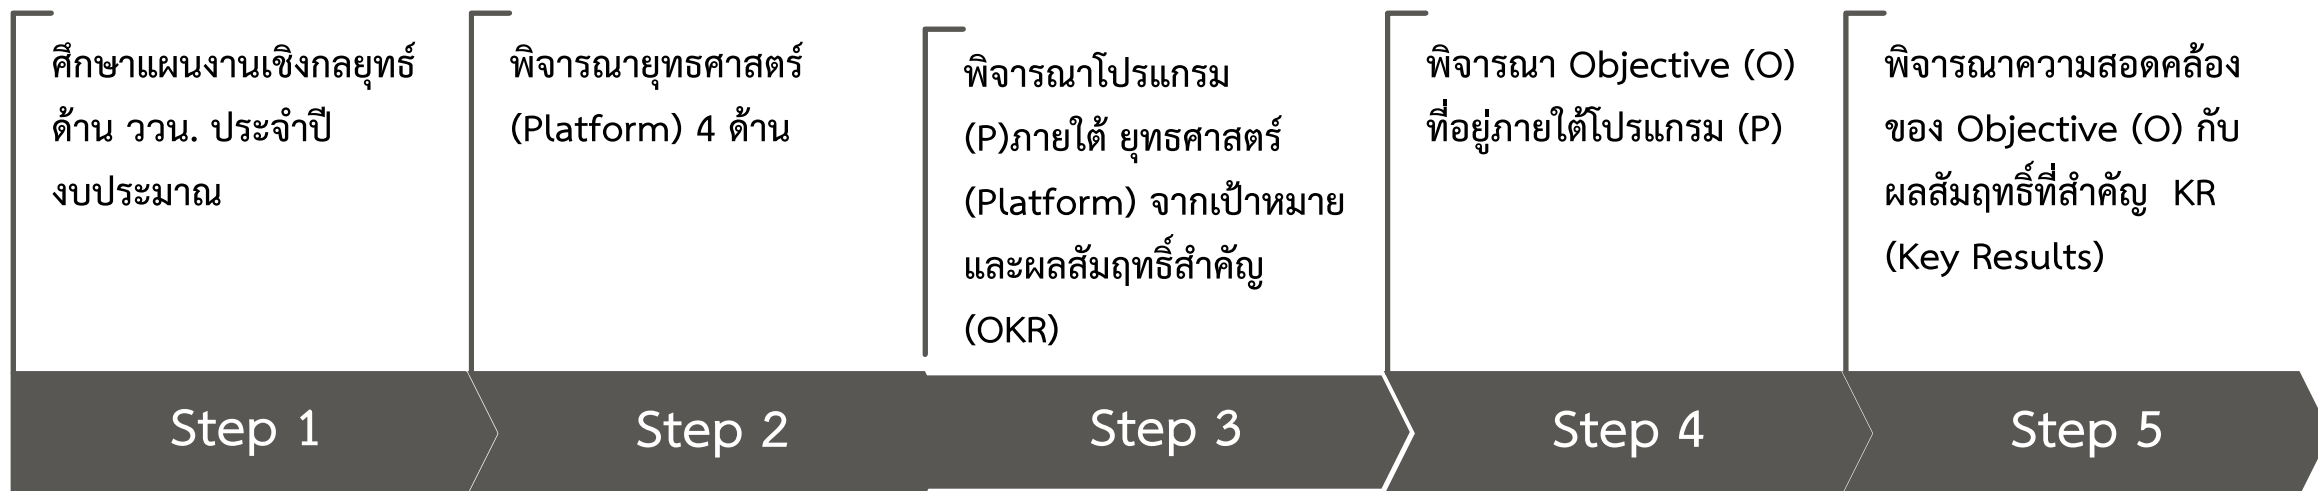 ศึกษาแผนงานเชิงกลยุทธ์
ด้าน ววน. ประจำปี
งบประมาณ
พิจารณายุทธศาสตร์
(Platform) 4 ด้าน
พิจารณาโปรแกรม
(P)ภายใต้ ยุทธศาสตร์
(Platform) จากเป้าหมาย
และผลสัมฤทธิ์สำคัญ
(OKR)
พิจารณา Objective (O)
ที่อยู่ภายใต้โปรแกรม (P)
พิจารณาความสอดคล้อง
ของ Objective (O) กับ
ผลสัมฤทธิ์ที่สำคัญ KR
(Key Results)
Step 1
Step 2
Step 3
Step 4
Step 5